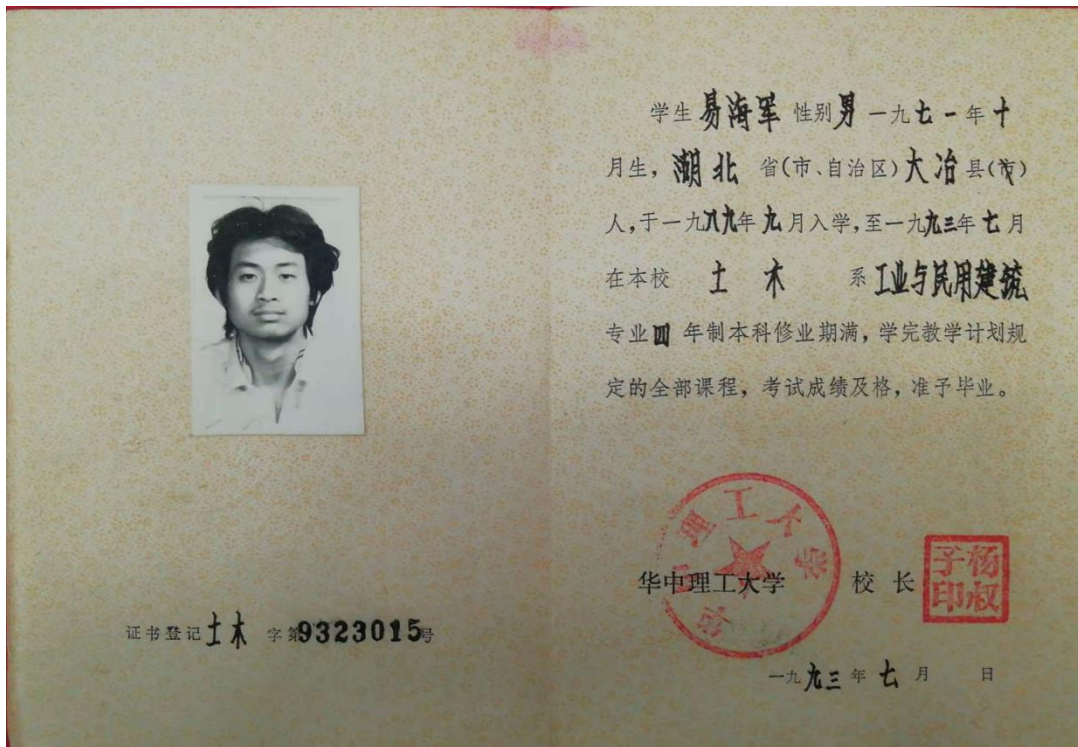 证书登记土木 字第9323015号
学生易海军 性别男 一九七一年十
月生，湖北 省(市、自治区)大冶县(市)
人，于一九八九年九月入学，至一九九三年七月
在本校 土木 系工业与民用建筑
专业四年制本科修业期满，学完教学计划规
定的全部课程，考试成绩及格，准予毕业。
华中理工大学
华中理工大学 校长
杨叔子印
一九九三年七月 日